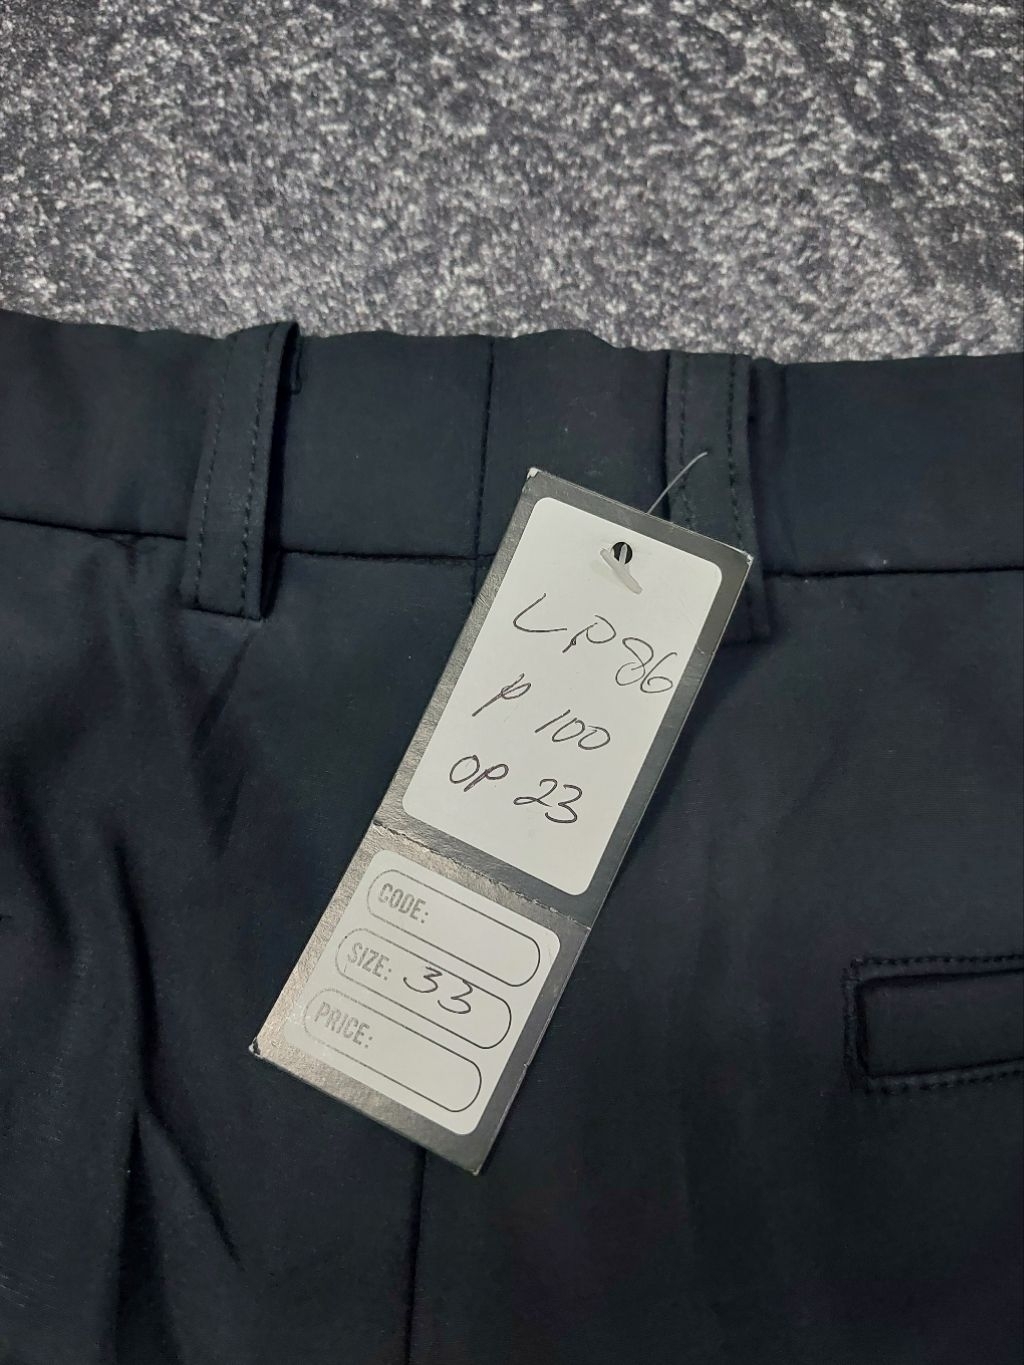 LP86
P 100
OP 23
CODE:
SIZE: 33
PRICE: